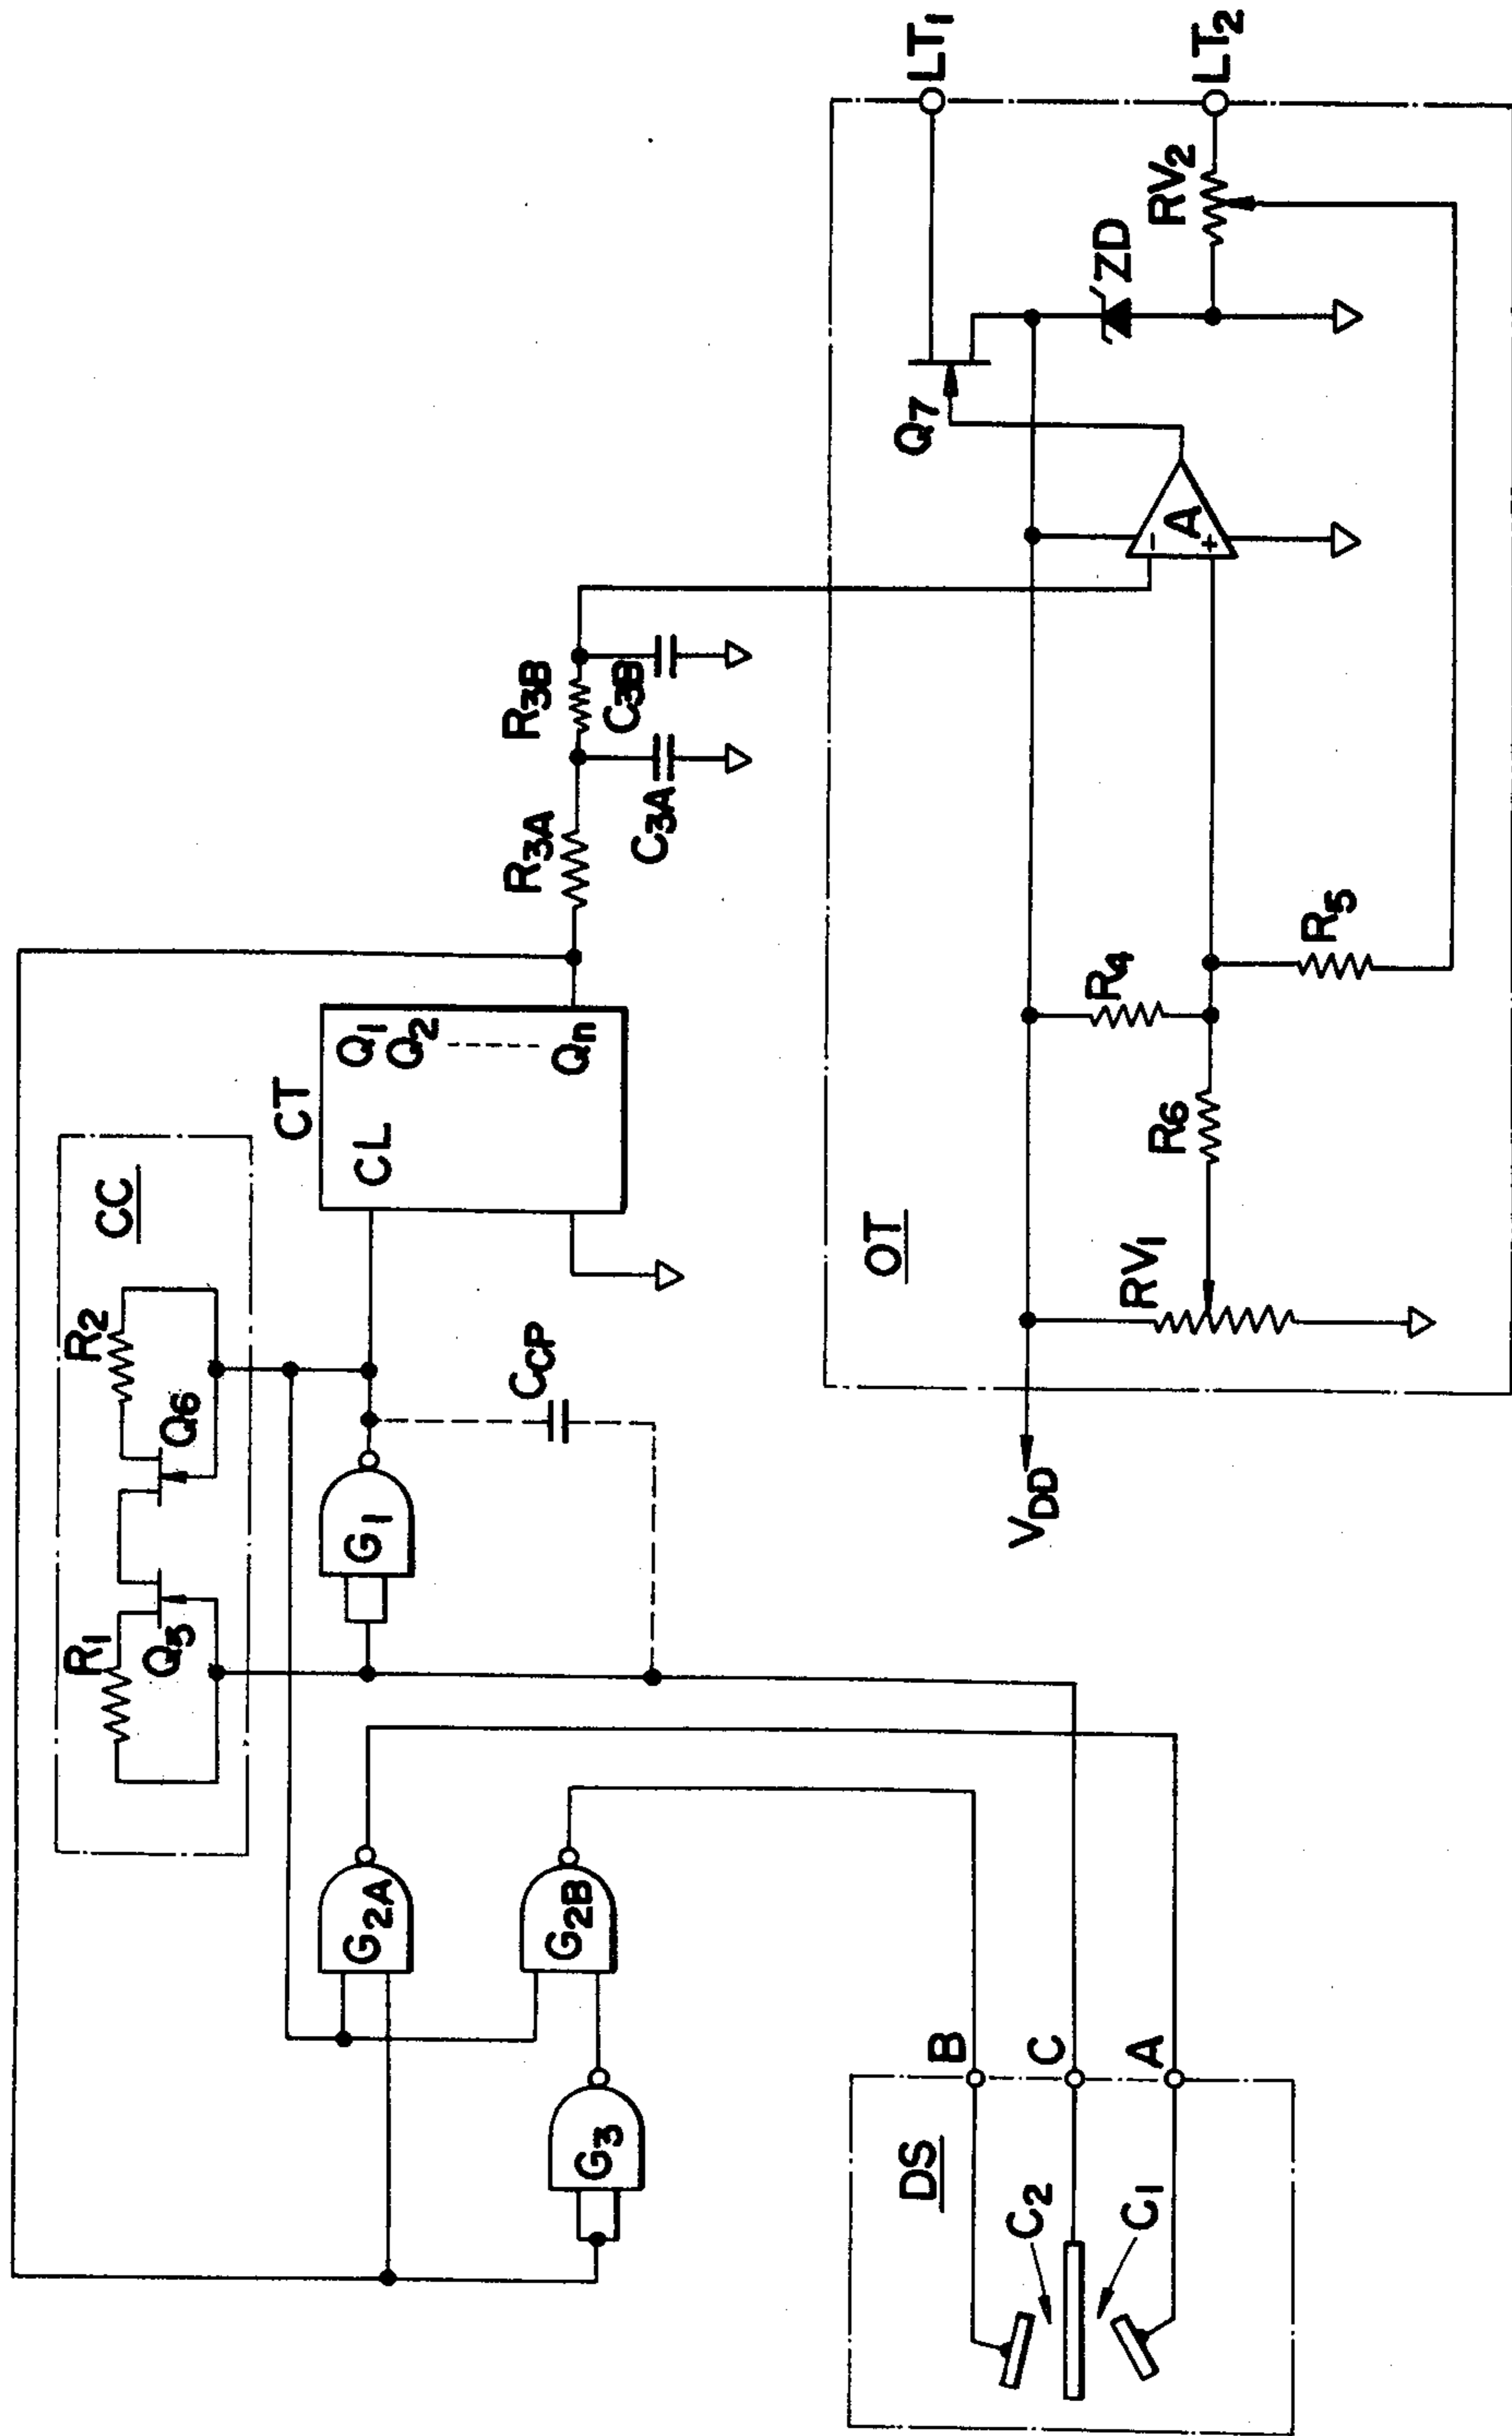 R1
R2
CC
Q5
Q6
CT
Q1
CL
Q2
Qn
G2A
G1
G2B
G3
CCP
R3A
R3B
C3A
C3B
DS
B
C
A
C2
C1
OT
VDD
RV1
R6
R4
R5
A
−
+
Q7
ZD
RV2
LT1
LT2